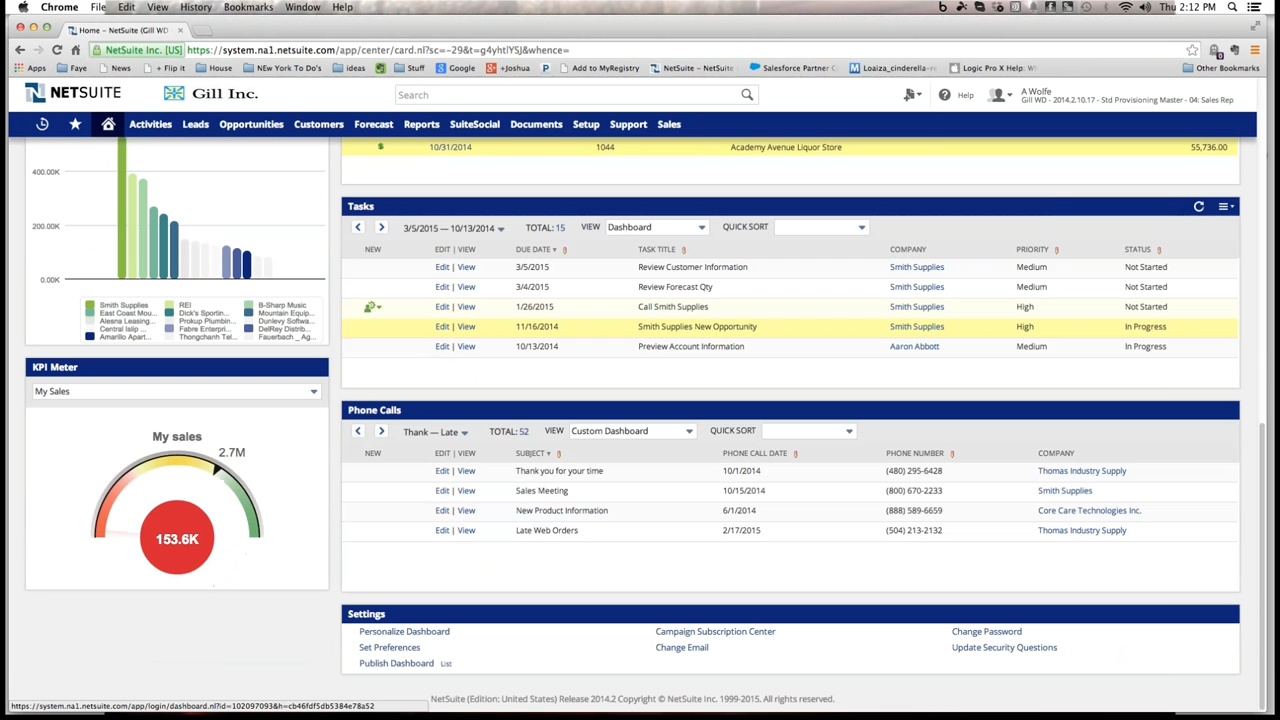 Chrome File Edit View History Bookmarks Window Help Thu 2:12 PM
Home – NetSuite (Gill WD
NetSuite Inc. [US] https://system.na1.netsuite.com/app/center/card.nl?sc=-29&t=g4yhtlYSJ&whence=
Apps Faye News + Flip it House NEw York To Do's ideas Stuff Google +Joshua Add to MyRegistry NetSuite – NetSuite Salesforce Partner C Loaiza_cinderella-r Logic Pro X Help: W Other Bookmarks
NETSUITE Gill Inc. Search Help A Wolfe
Gill WD - 2014.2.10.17 - Std Provisioning Master - 04: Sales Rep
Activities Leads Opportunities Customers Forecast Reports SuiteSocial Documents Setup Support Sales
$ 10/31/2014 1044 Academy Avenue Liquor Store 55,736.00
400.00K
200.00K
0.00K
Smith Supplies REI B-Sharp Music
East Coast Mou... Dick's Sportin... Mountain Equip...
Alesna Leasing... Prokup Plumbin... Dunlevy Softwa...
Central Islip ... Fabre Enterpri... DelRey Distrib...
Amarillo Apart... Thongchanh Tel... Fauerbach _ Ag...
KPI Meter
My Sales
My sales
2.7M
153.6K
Tasks
3/5/2015 — 10/13/2014 TOTAL: 15 VIEW Dashboard QUICK SORT
NEW EDIT | VIEW DUE DATE TASK TITLE COMPANY PRIORITY STATUS
Edit | View 3/5/2015 Review Customer Information Smith Supplies Medium Not Started
Edit | View 3/4/2015 Review Forecast Qty Smith Supplies Medium Not Started
Edit | View 1/26/2015 Call Smith Supplies Smith Supplies High Not Started
Edit | View 11/16/2014 Smith Supplies New Opportunity Smith Supplies High In Progress
Edit | View 10/13/2014 Preview Account Information Aaron Abbott Medium In Progress
Phone Calls
Thank — Late TOTAL: 52 VIEW Custom Dashboard QUICK SORT
NEW EDIT | VIEW SUBJECT PHONE CALL DATE PHONE NUMBER COMPANY
Edit | View Thank you for your time 10/1/2014 (480) 295-6428 Thomas Industry Supply
Edit | View Sales Meeting 10/15/2014 (800) 670-2233 Smith Supplies
Edit | View New Product Information 6/1/2014 (888) 589-6659 Core Care Technologies Inc.
Edit | View Late Web Orders 2/17/2015 (504) 213-2132 Thomas Industry Supply
Settings
Personalize Dashboard Campaign Subscription Center Change Password
Set Preferences Change Email Update Security Questions
Publish Dashboard List
NetSuite (Edition: United States) Release 2014.2 Copyright © NetSuite Inc. 1999-2015. All rights reserved.
https://system.na1.netsuite.com/app/login/dashboard.nl?id=102097093&h=cb46fdf5db5384e78a52